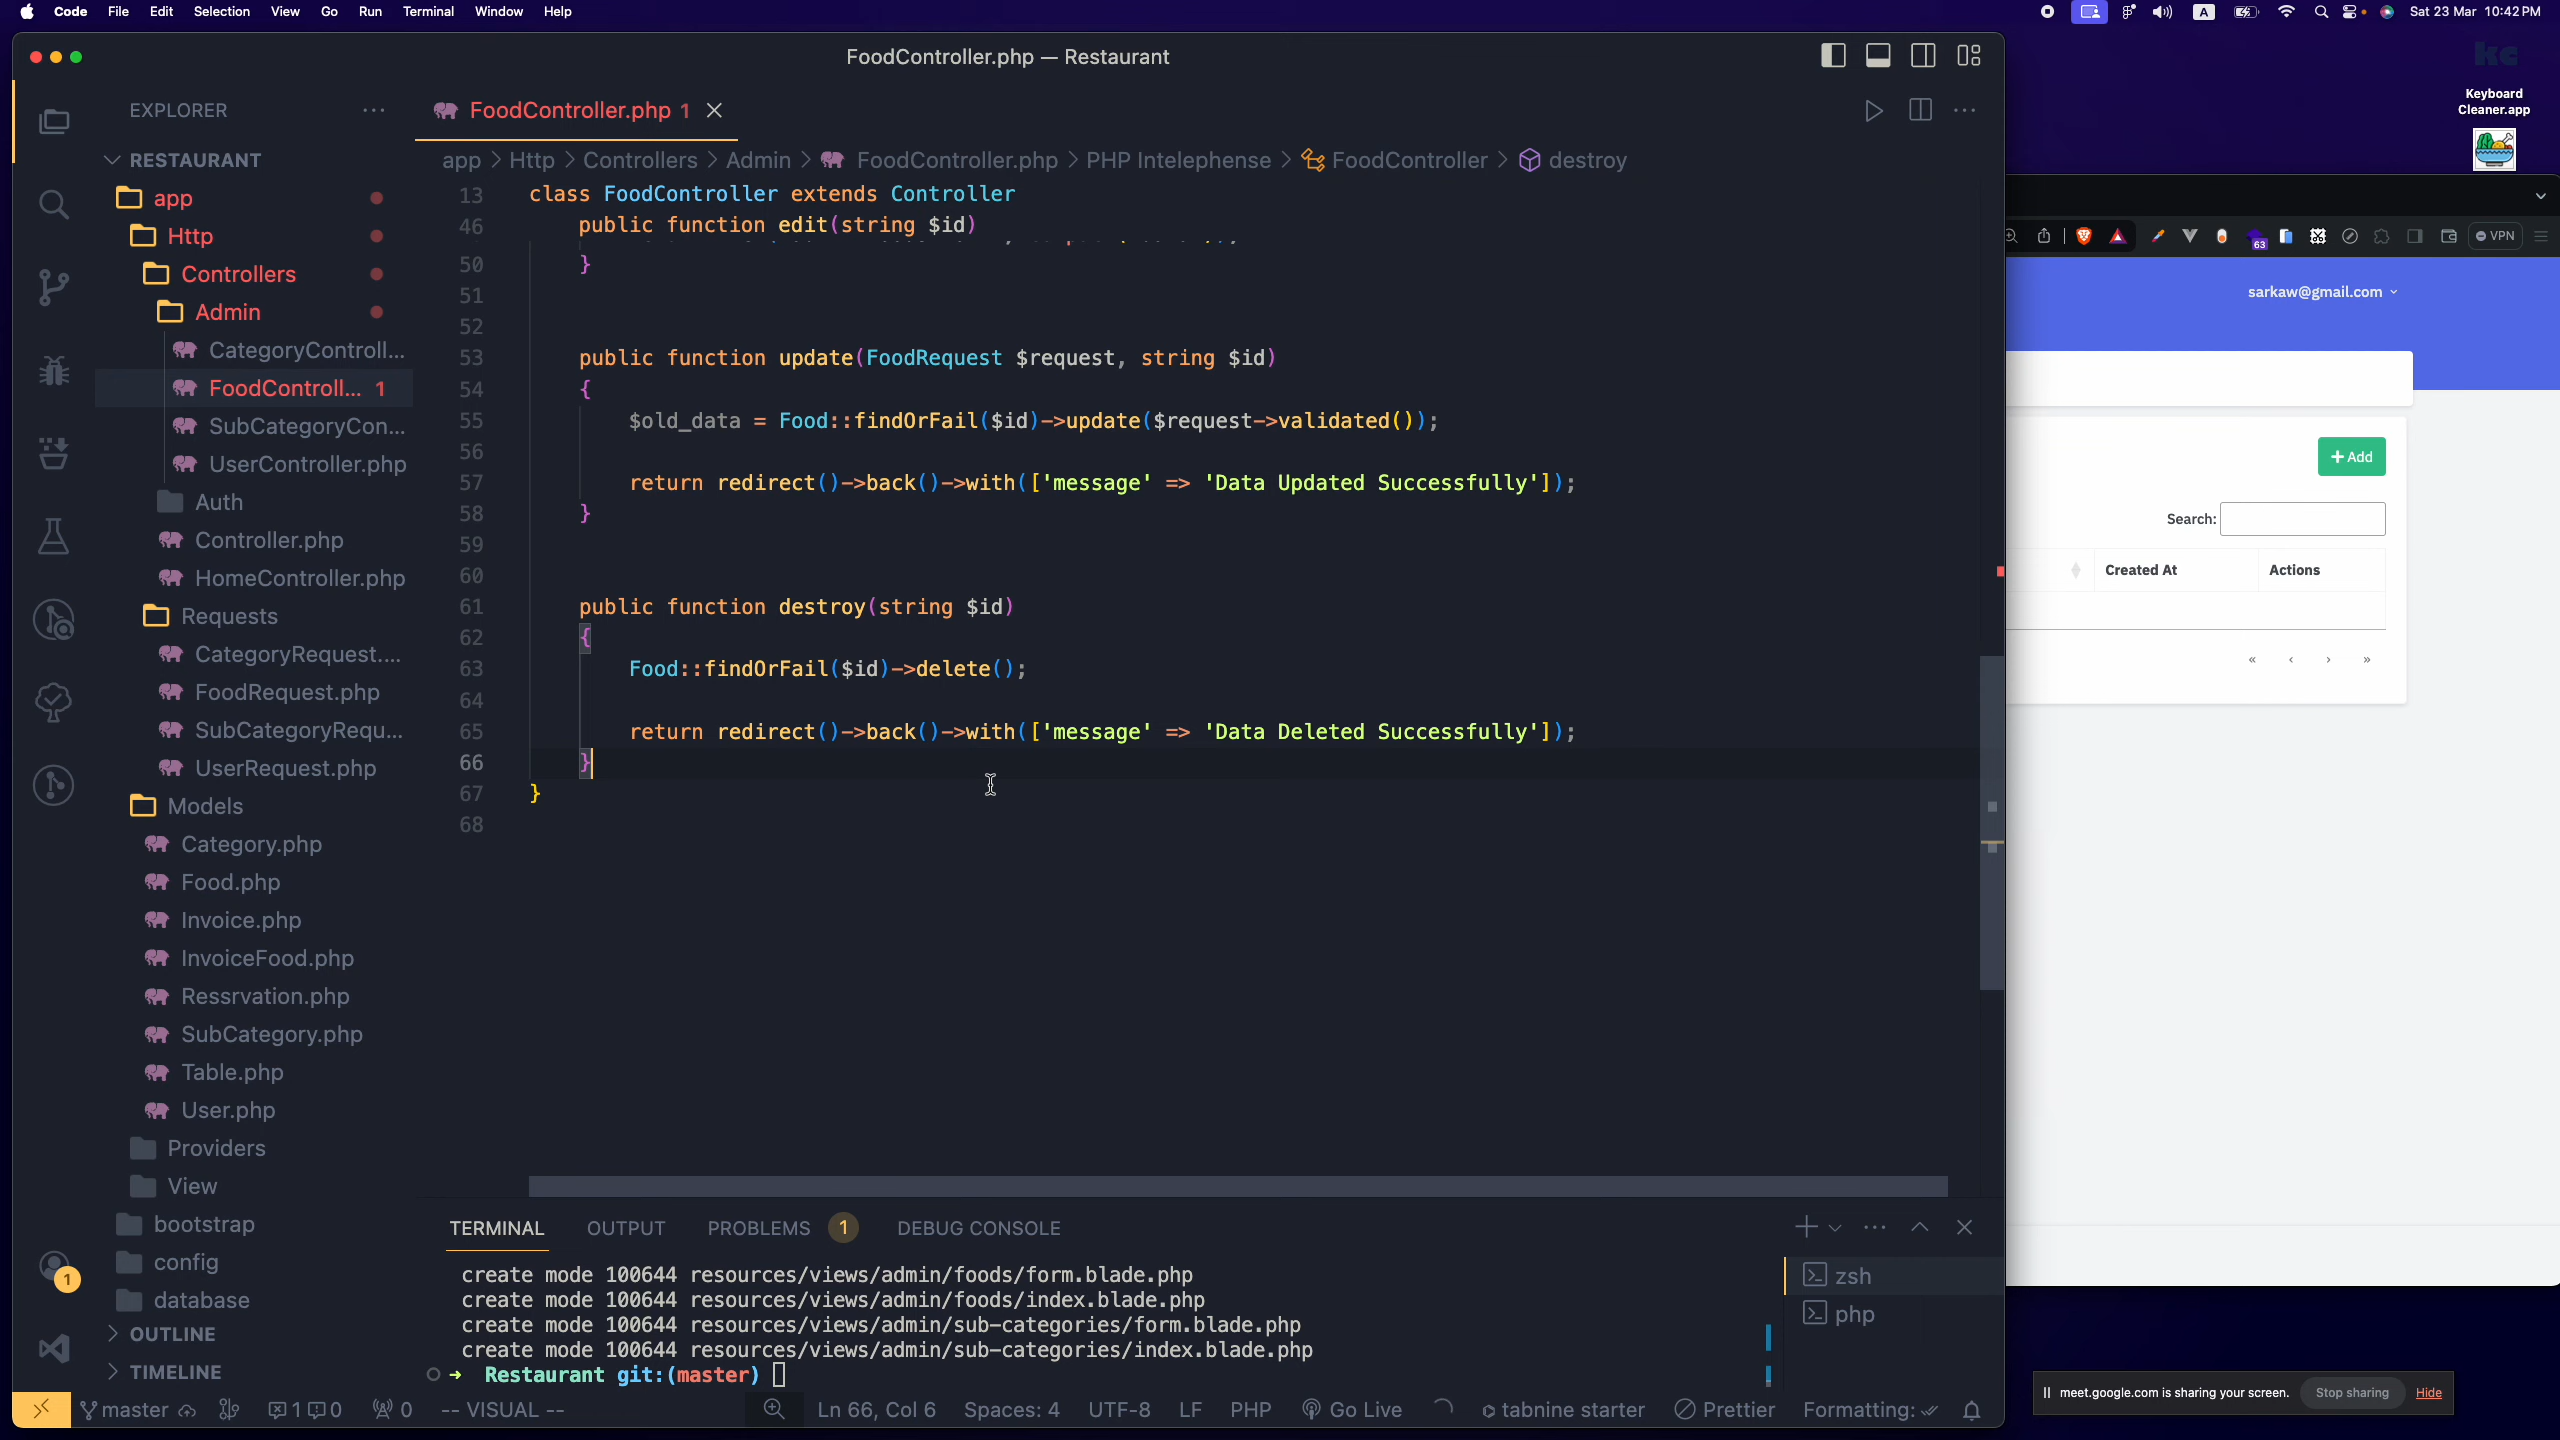 Code File Edit Selection View Go Run Terminal Window Help
A
Sat 23 Mar 10:42 PM
FoodController.php — Restaurant
kc
Keyboard
Cleaner.app
EXPLORER
FoodController.php 1
RESTAURANT
app > Http > Controllers > Admin > FoodController.php > PHP Intelephense > FoodController > destroy
app
Http
Controllers
Admin
CategoryControll...
FoodControll... 1
SubCategoryCon...
UserController.php
Auth
Controller.php
HomeController.php
Requests
CategoryRequest....
FoodRequest.php
SubCategoryRequ...
UserRequest.php
Models
Category.php
Food.php
Invoice.php
InvoiceFood.php
Ressrvation.php
SubCategory.php
Table.php
User.php
Providers
View
bootstrap
config
database
OUTLINE
TIMELINE
1
13 class FoodController extends Controller
46 public function edit(string $id)
50 }
51
52
53 public function update(FoodRequest $request, string $id)
54 {
55 $old_data = Food::findOrFail($id)->update($request->validated());
56
57 return redirect()->back()->with(['message' => 'Data Updated Successfully']);
58 }
59
60
61 public function destroy(string $id)
62 {
63 Food::findOrFail($id)->delete();
64
65 return redirect()->back()->with(['message' => 'Data Deleted Successfully']);
66 }
67 }
68
TERMINAL OUTPUT PROBLEMS 1 DEBUG CONSOLE
create mode 100644 resources/views/admin/foods/form.blade.php
create mode 100644 resources/views/admin/foods/index.blade.php
create mode 100644 resources/views/admin/sub-categories/form.blade.php
create mode 100644 resources/views/admin/sub-categories/index.blade.php
→ Restaurant git:(master)
zsh
php
master 1 0 0 -- VISUAL -- Ln 66, Col 6 Spaces: 4 UTF-8 LF PHP Go Live tabnine starter Prettier Formatting:
63
VPN
sarkaw@gmail.com
+ Add
Search:
Created At Actions
« ‹ › »
meet.google.com is sharing your screen. Stop sharing Hide